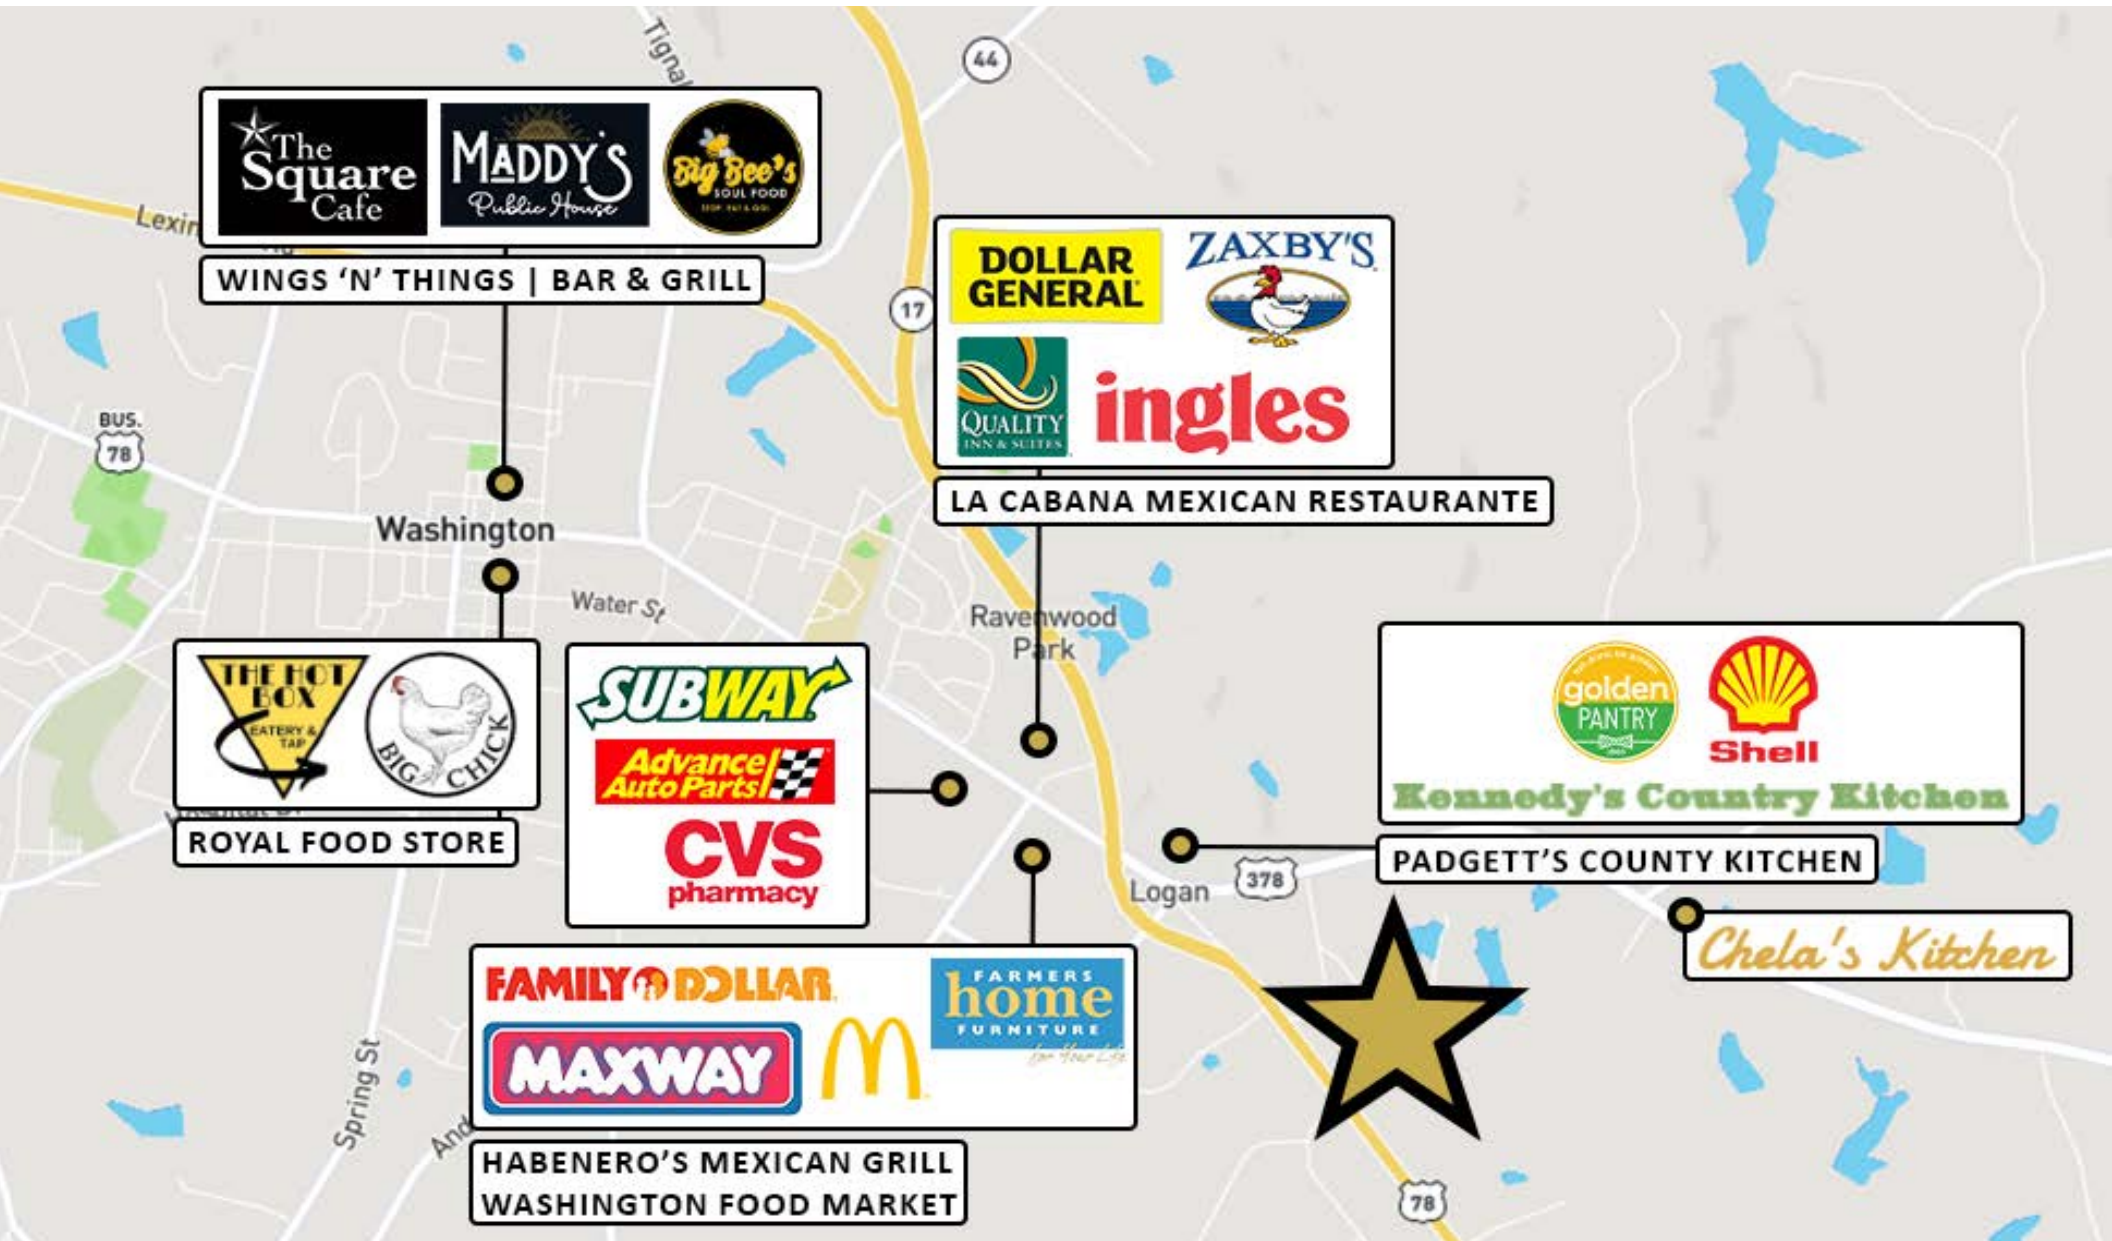 Tignal
44
The
Square
Cafe
MADDY'S
Public House
Big Bee's
SOUL FOOD
Lexin
WINGS ‘N’ THINGS | BAR & GRILL
17
DOLLAR
GENERAL
ZAXBY'S
QUALITY
INN & SUITES
ingles
LA CABANA MEXICAN RESTAURANTE
BUS.
78
Washington
Water St
Ravenwood
Park
THE HOT
BOX
EATERY &
TAP
BIG CHICK
ROYAL FOOD STORE
SUBWAY
Advance
Auto Parts
CVS
pharmacy
golden
PANTRY
Shell
Kennedy's Country Kitchen
PADGETT’S COUNTY KITCHEN
378
Logan
Chela's Kitchen
FAMILY DOLLAR
MAXWAY
FARMERS
home
FURNITURE
for Your Life
HABENERO’S MEXICAN GRILL
WASHINGTON FOOD MARKET
Spring St
And
78